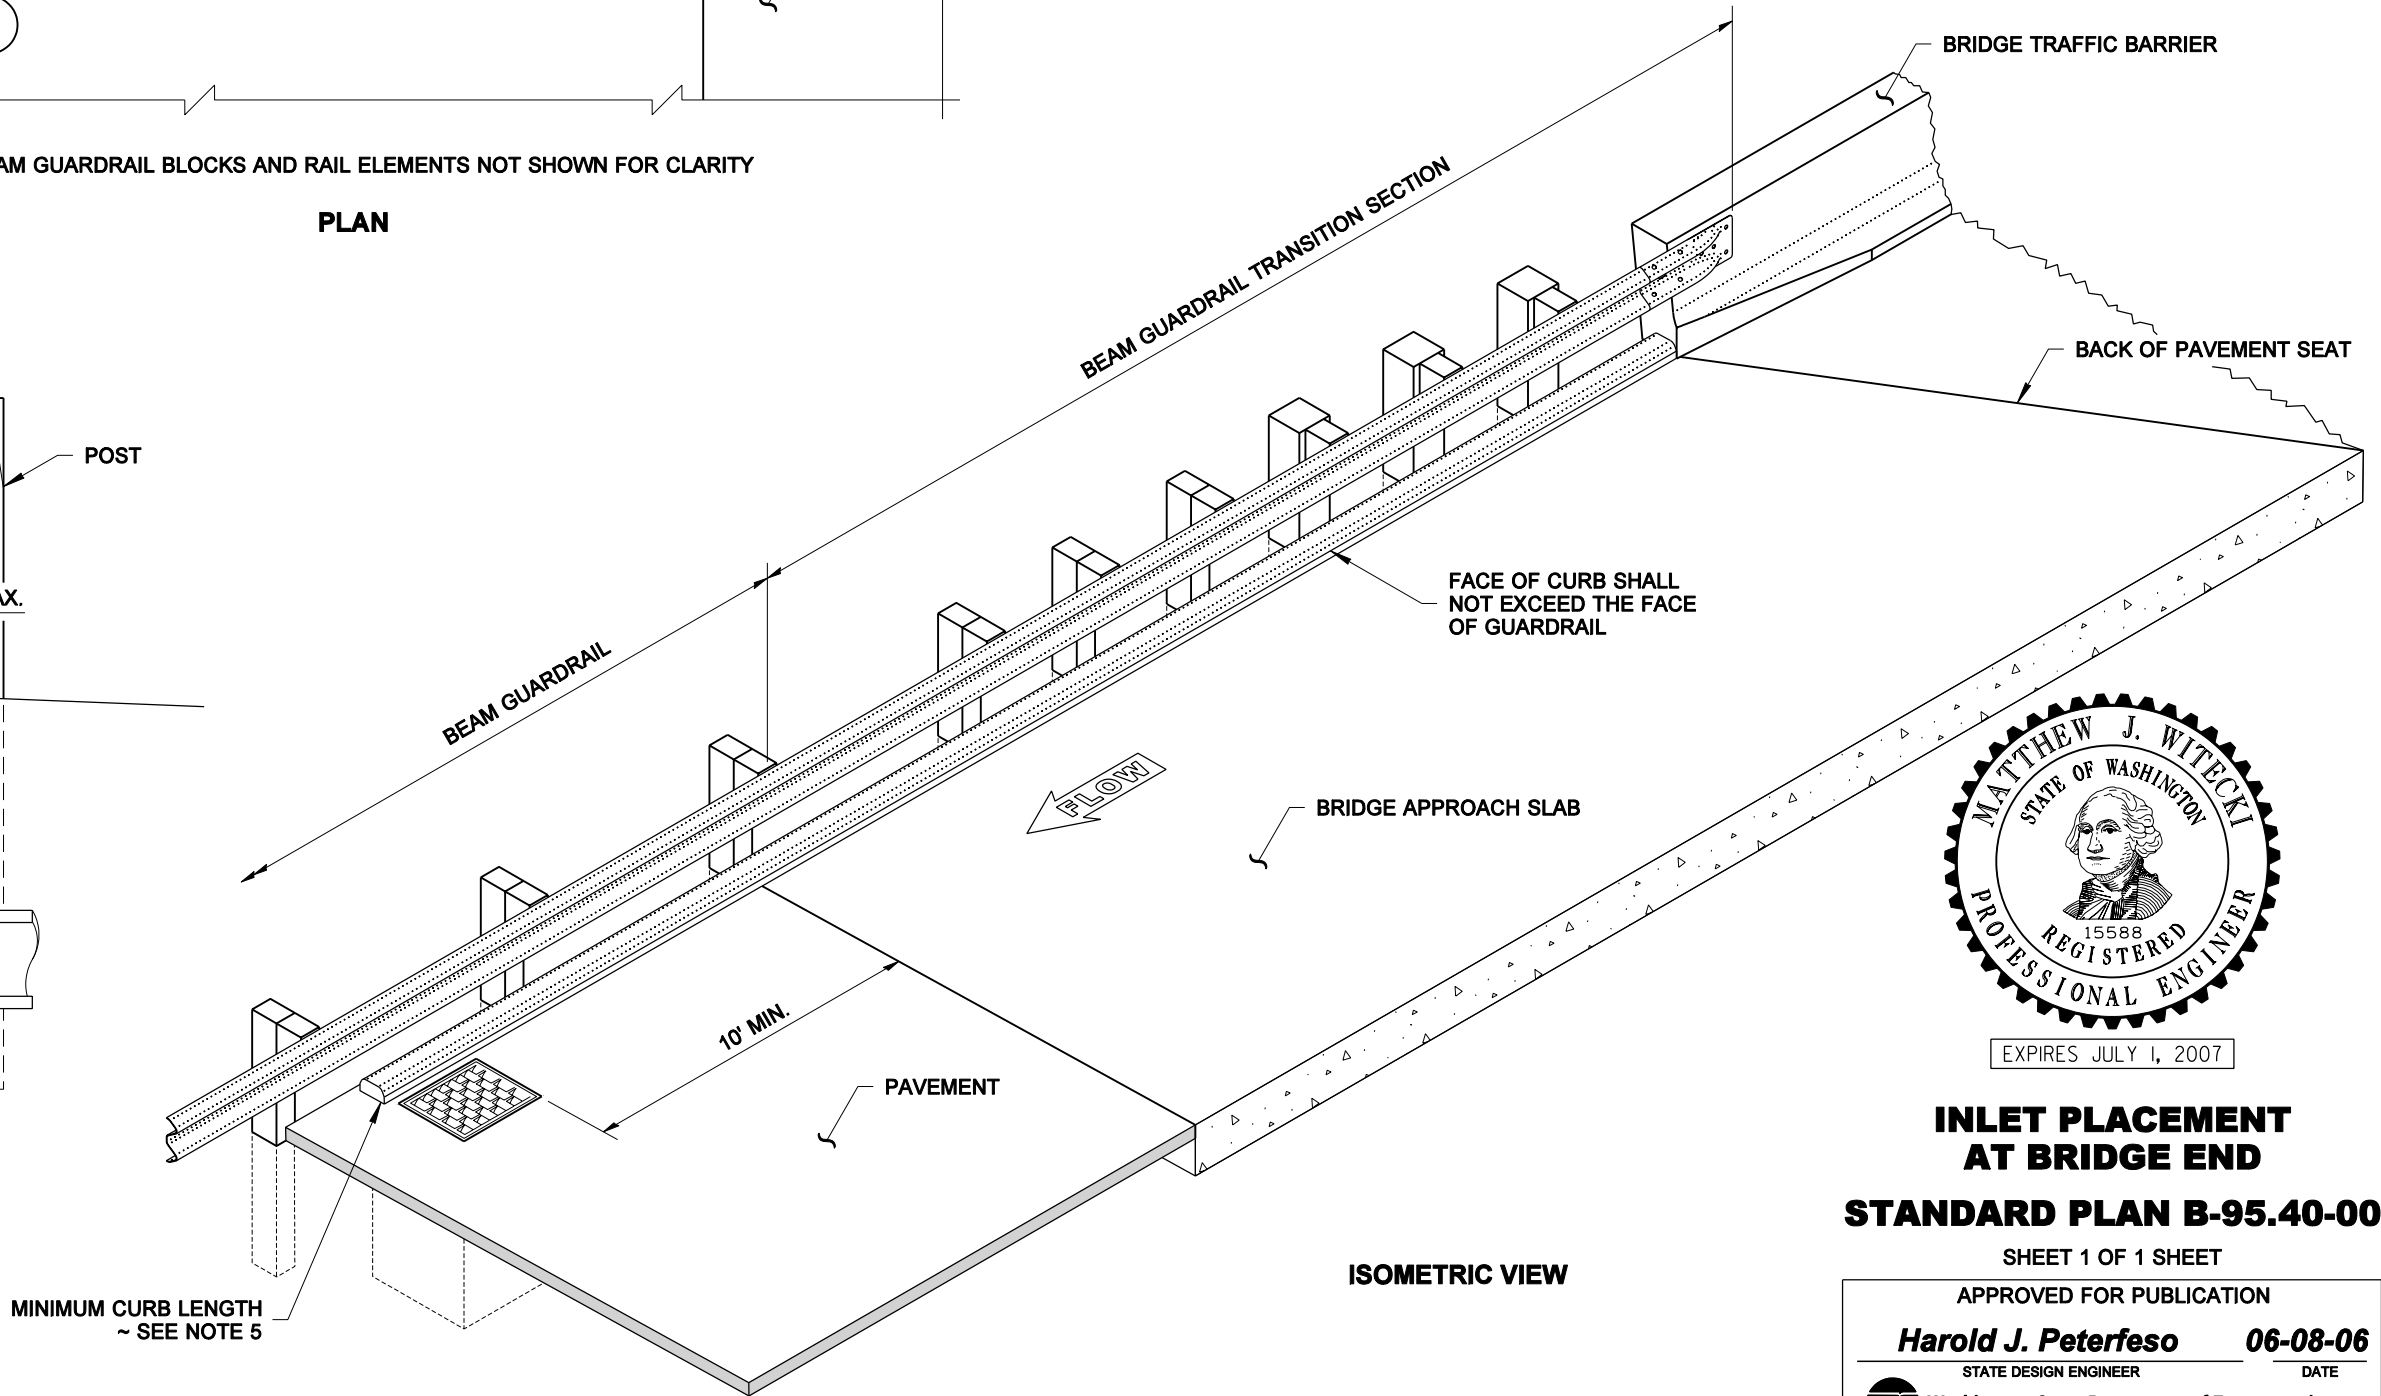 AM GUARDRAIL BLOCKS AND RAIL ELEMENTS NOT SHOWN FOR CLARITY
PLAN
POST
AX.
BRIDGE TRAFFIC BARRIER
BEAM GUARDRAIL TRANSITION SECTION
BACK OF PAVEMENT SEAT
BEAM GUARDRAIL
FACE OF CURB SHALL
NOT EXCEED THE FACE
OF GUARDRAIL
FLOW
BRIDGE APPROACH SLAB
10' MIN.
PAVEMENT
MINIMUM CURB LENGTH
~ SEE NOTE 5
ISOMETRIC VIEW
MATTHEW J. WITECKI
STATE OF WASHINGTON
15588
REGISTERED
PROFESSIONAL ENGINEER
EXPIRES JULY 1, 2007
INLET PLACEMENT
AT BRIDGE END
STANDARD PLAN B-95.40-00
SHEET 1 OF 1 SHEET
APPROVED FOR PUBLICATION
Harold J. Peterfeso 06-08-06
STATE DESIGN ENGINEER DATE